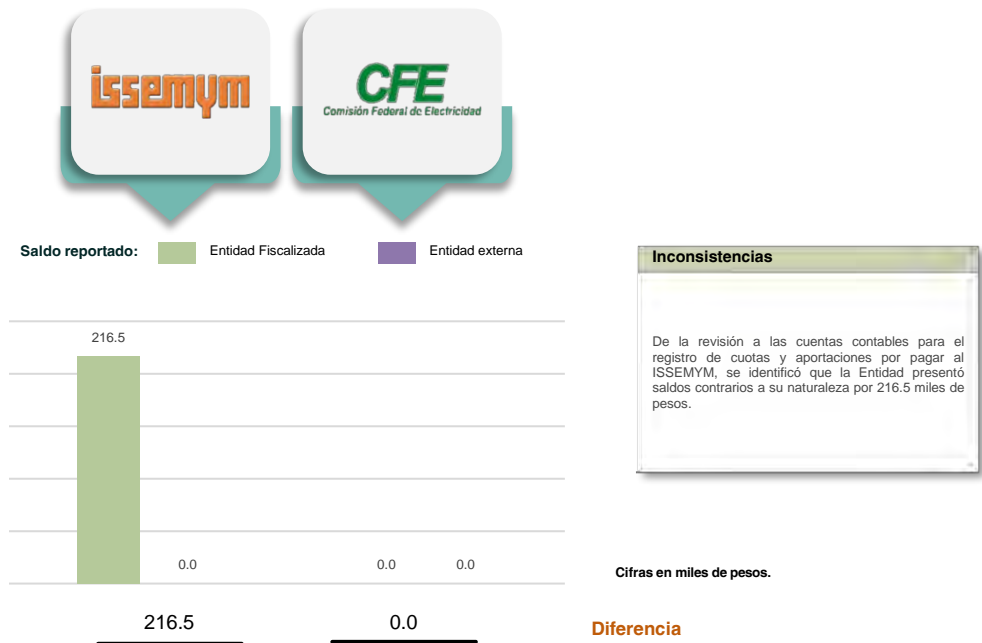 issemym
CFE
Comisión Federal de Electricidad
Saldo reportado:
Entidad Fiscalizada
Entidad externa
216.5
0.0
0.0
0.0
216.5
0.0
Diferencia
Inconsistencias
De la revisión a las cuentas contables para el
registro de cuotas y aportaciones por pagar al
ISSEMYM, se identificó que la Entidad presentó
saldos contrarios a su naturaleza por 216.5 miles de
pesos.
Cifras en miles de pesos.